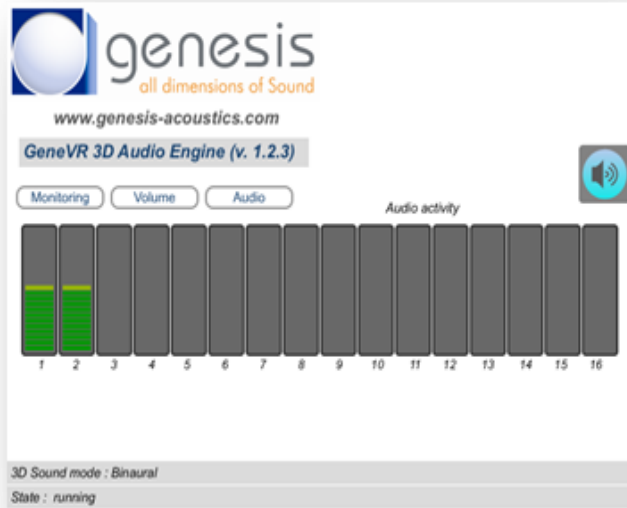 genesis
all dimensions of Sound
www.genesis-acoustics.com
GeneVR 3D Audio Engine (v. 1.2.3)
Monitoring Volume Audio
Audio activity
1 2 3 4 5 6 7 8 9 10 11 12 13 14 15 16
3D Sound mode : Binaural
State : running